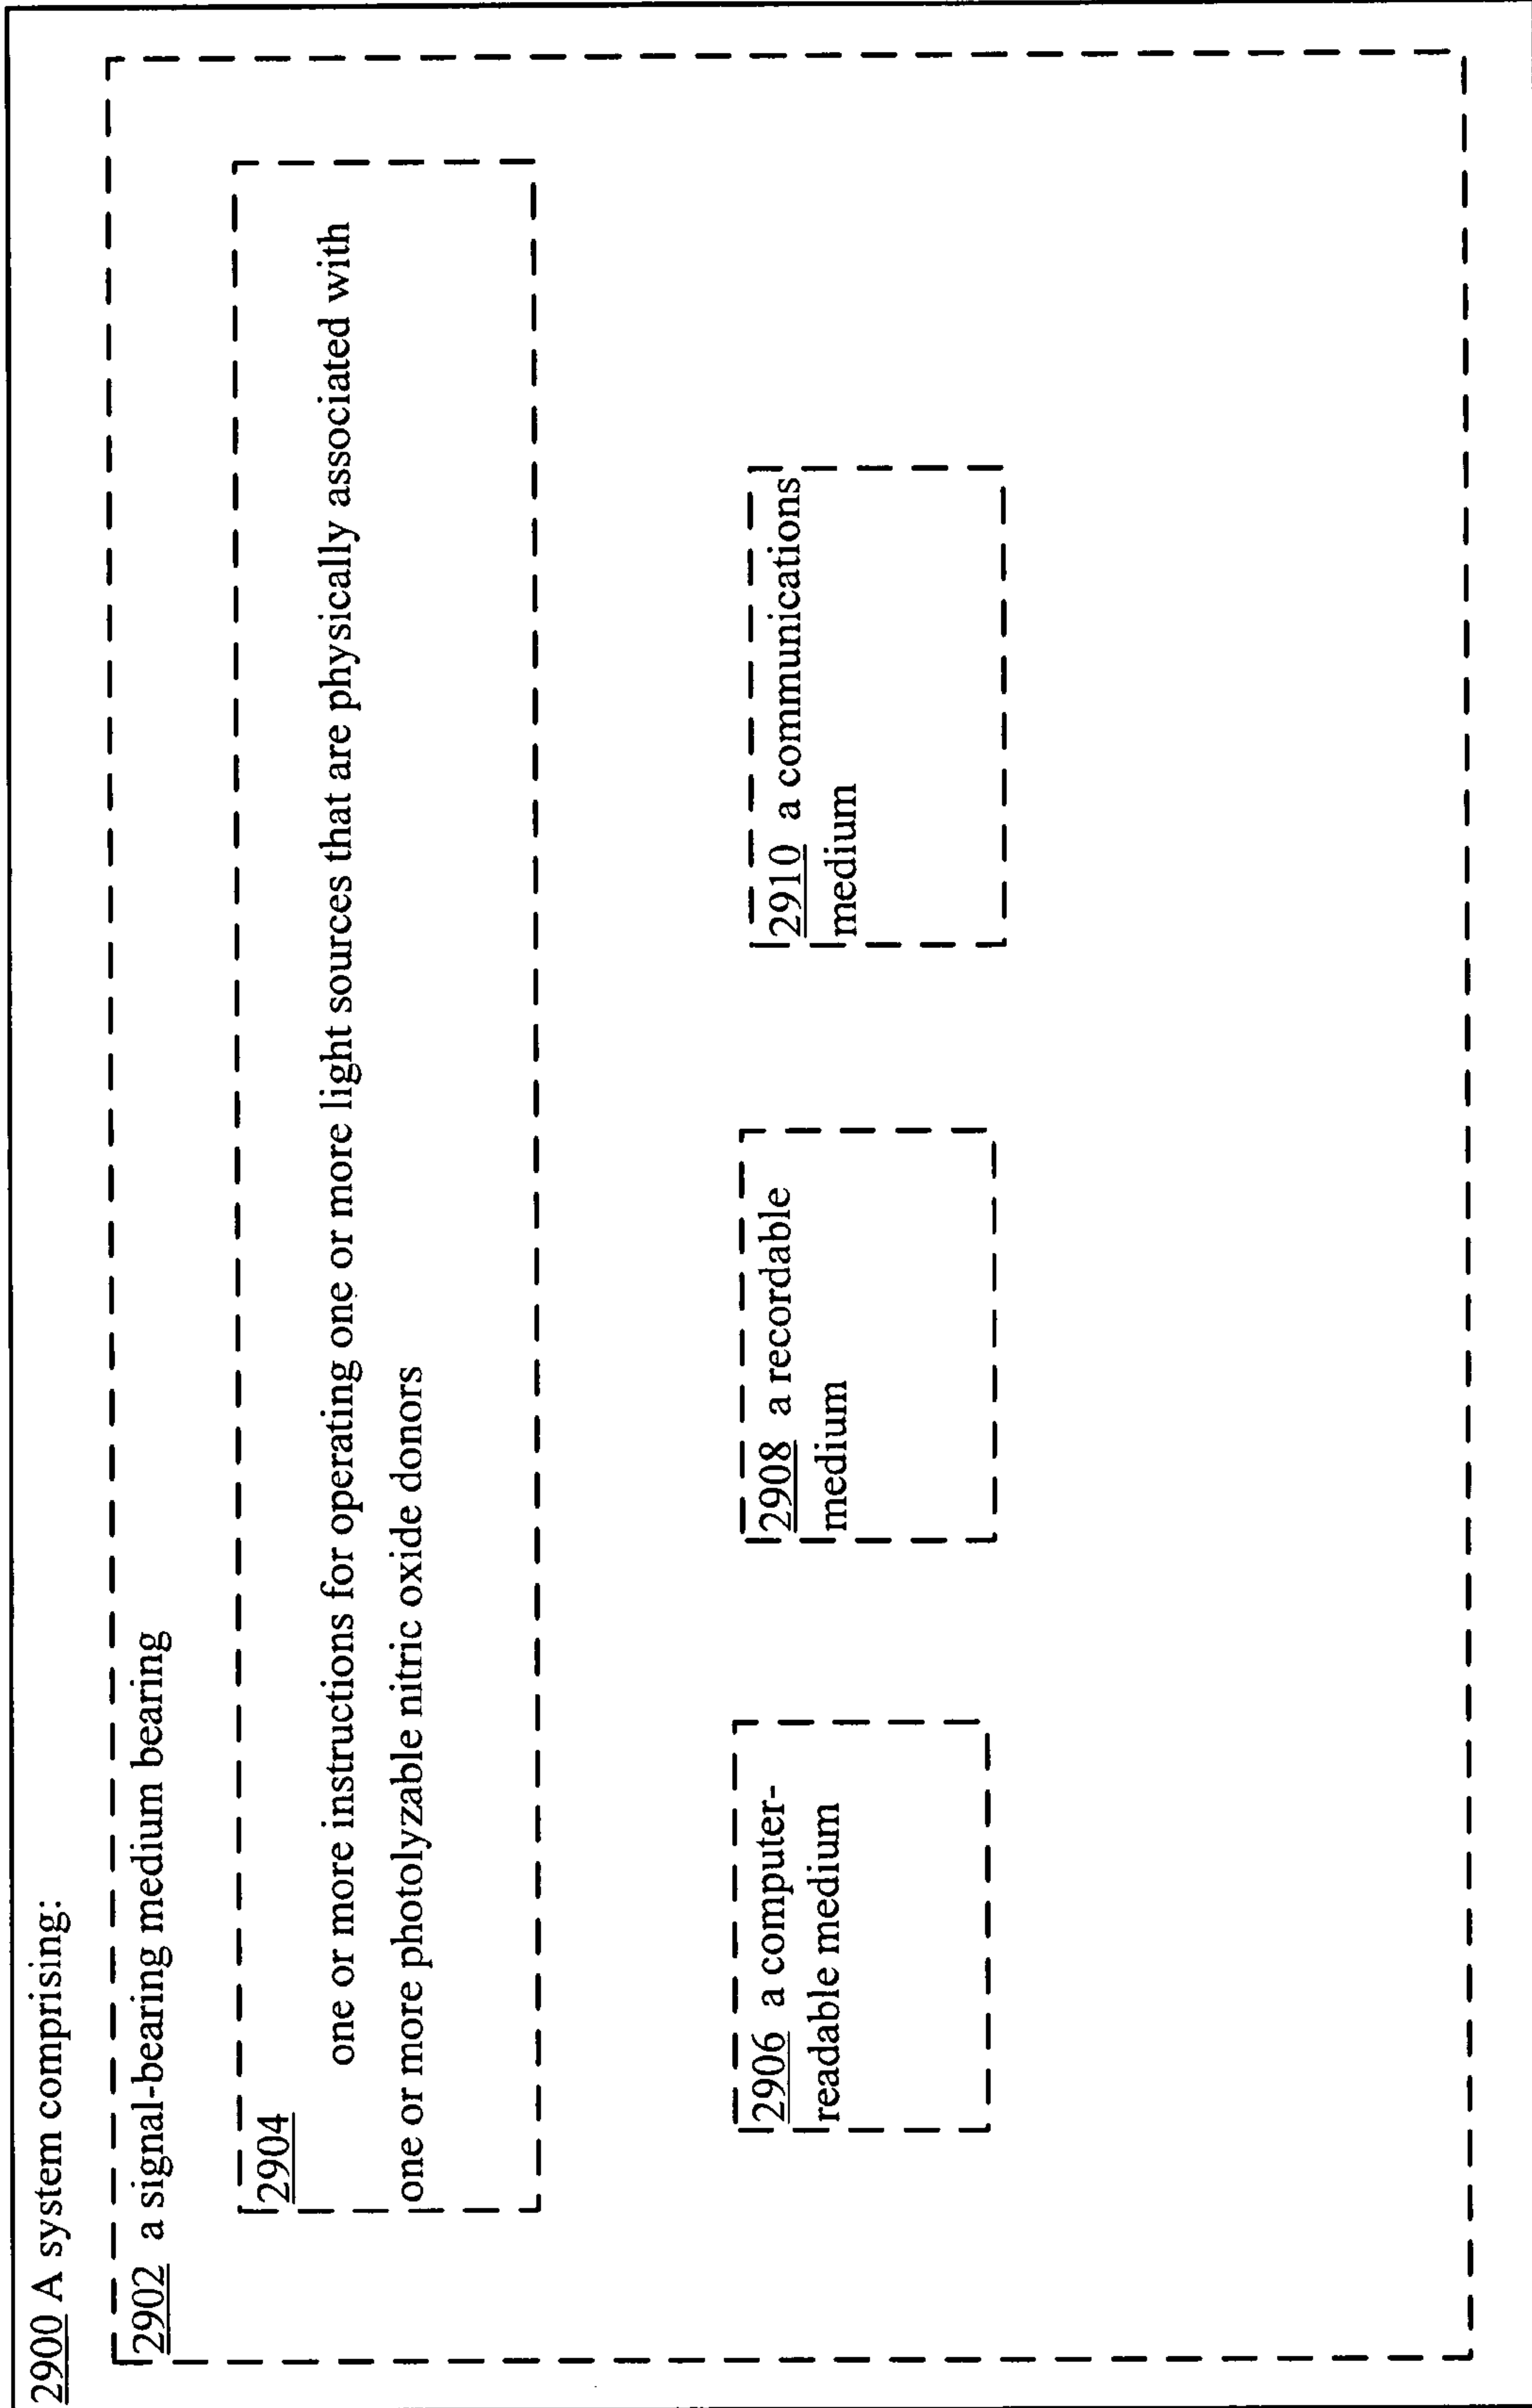 2900 A system comprising:
2902 a signal-bearing medium bearing
2904
one or more instructions for operating one or more light sources that are physically associated with
one or more photolyzable nitric oxide donors
2906 a computer-
readable medium
2908 a recordable
medium
2910 a communications
medium